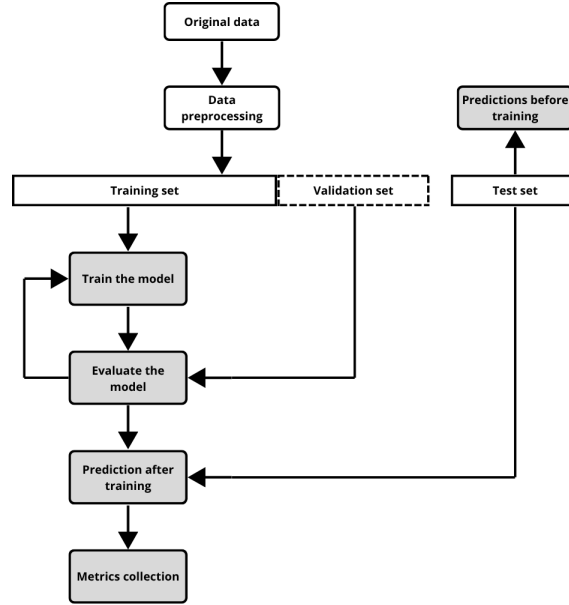 Original data
Data
preprocessing
Predictions before
training
Training set
Validation set
Test set
Train the model
Evaluate the
model
Prediction after
training
Metrics collection